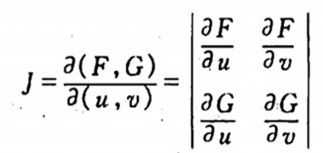 J = ∂(F,G)/∂(u,v) = | ∂F/∂u ∂F/∂v |
| ∂G/∂u ∂G/∂v |